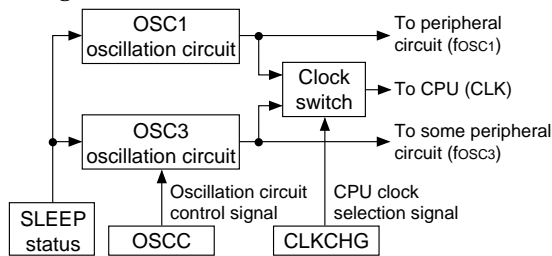 OSC1
oscillation circuit
To peripheral
circuit (fOSC1)
Clock
switch
To CPU (CLK)
OSC3
oscillation circuit
To some peripheral
circuit (fOSC3)
Oscillation circuit
control signal
CPU clock
selection signal
SLEEP
status
OSCC
CLKCHG